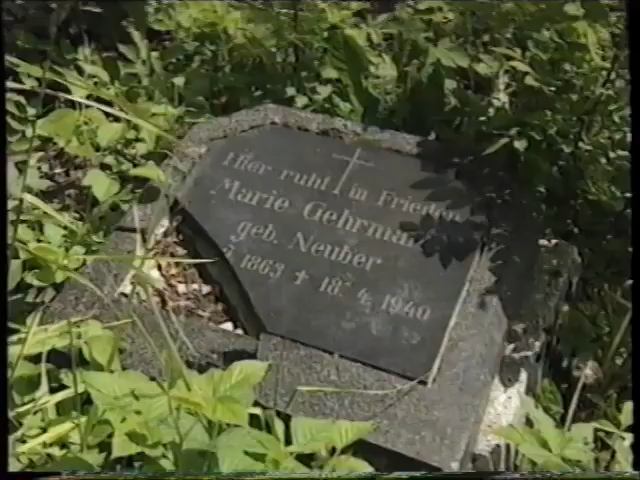 Hier ruht in Frieden
Marie Gehrmann
geb. Neuber
1863 † 18. 4. 1940